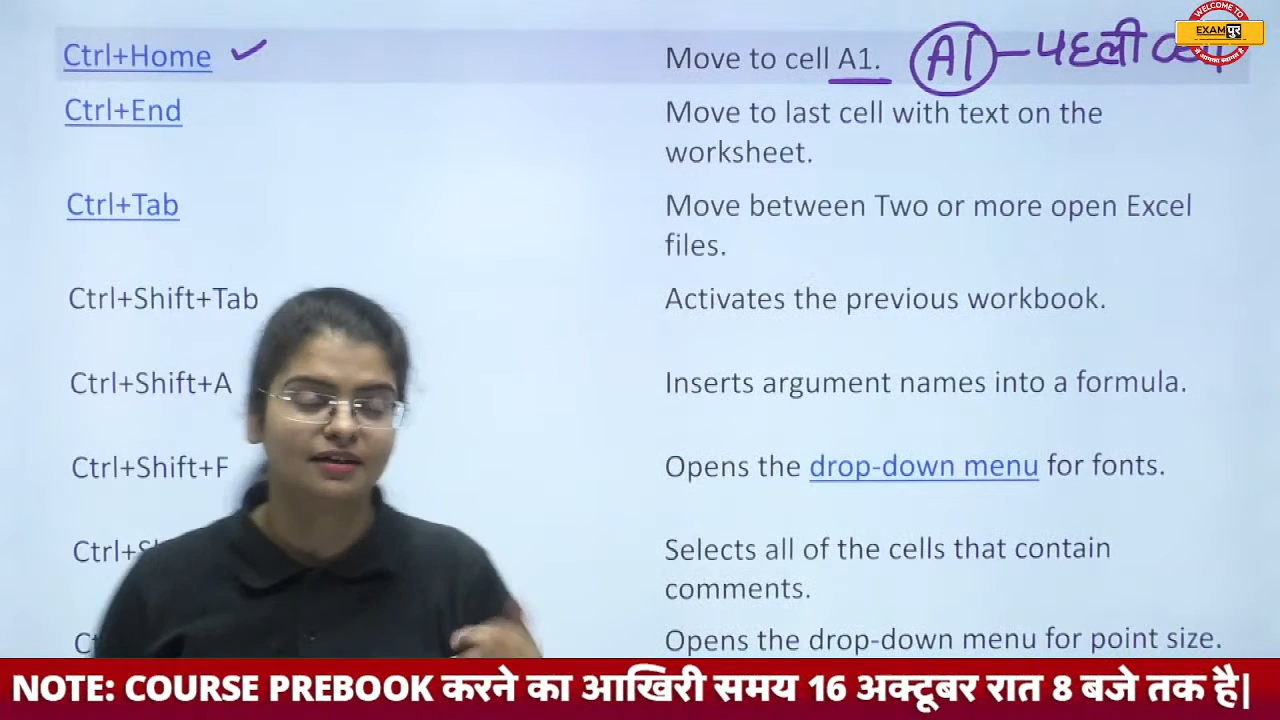 WELCOME TO
EXAMपुर
Ctrl+Home
Move to cell A1.
A1 – पहली
Ctrl+End
Move to last cell with text on the
worksheet.
Ctrl+Tab
Move between Two or more open Excel
files.
Ctrl+Shift+Tab
Activates the previous workbook.
Ctrl+Shift+A
Inserts argument names into a formula.
Ctrl+Shift+F
Opens the drop-down menu for fonts.
Selects all of the cells that contain
comments.
Opens the drop-down menu for point size.
NOTE: COURSE PREBOOK करने का आखिरी समय 16 अक्टूबर रात 8 बजे तक है|